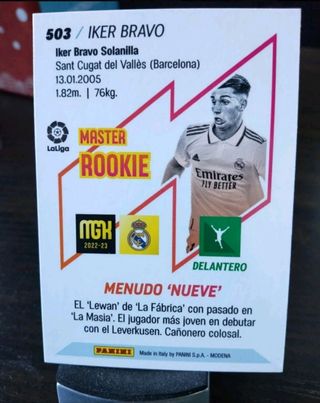 503 / IKER BRAVO
Iker Bravo Solanilla
Sant Cugat del Vallès (Barcelona)
13.01.2005
1.82m. | 76kg.
LaLiga
MASTER
ROOKIE
Emirates
FLY BETTER
MGK
2022-23
DELANTERO
MENUDO ‘NUEVE’
EL ‘Lewan’ de ‘La Fábrica’ con pasado en
‘La Masia’. El jugador más joven en debutar
con el Leverkusen. Cañonero colosal.
PANINI
Made in Italy by PANINI S.p.A. - MODENA